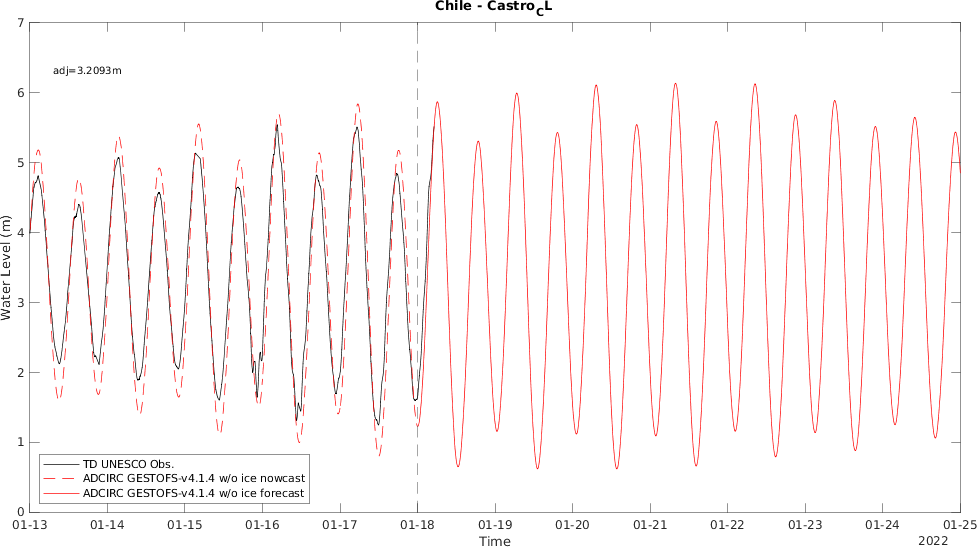 Chile - Castro_CL
7
adj=3.2093m
6
5
4
3
2
1
0
Water Level (m)
TD UNESCO Obs.
ADCIRC GESTOFS-v4.1.4 w/o ice nowcast
ADCIRC GESTOFS-v4.1.4 w/o ice forecast
01-13 01-14 01-15 01-16 01-17 01-18 01-19 01-20 01-21 01-22 01-23 01-24 01-25
Time
2022